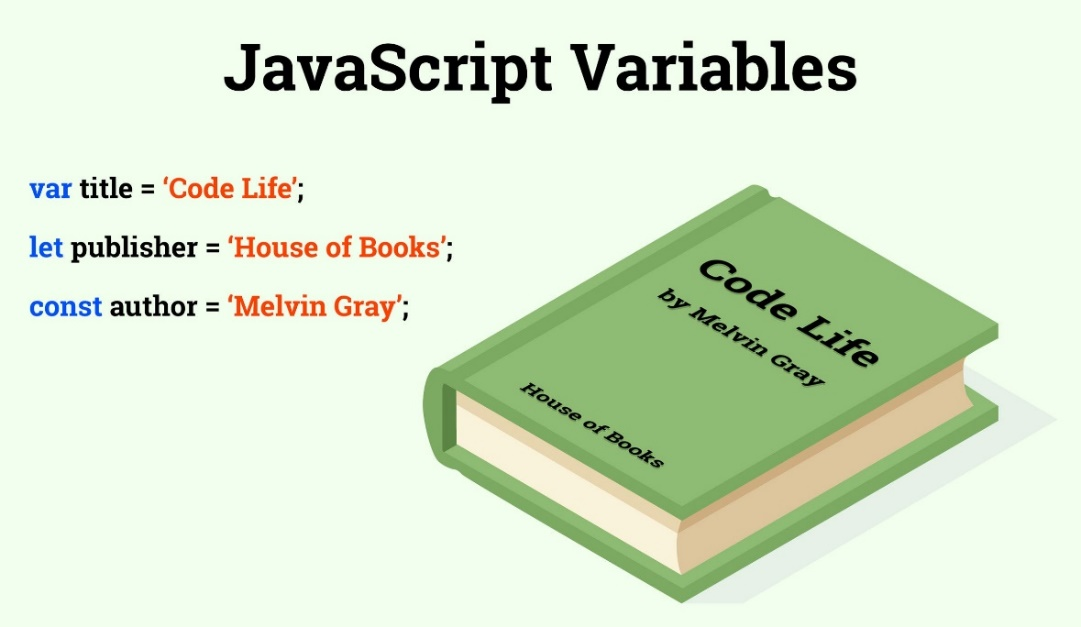 JavaScript Variables
var title = ‘Code Life’;
let publisher = ‘House of Books’;
const author = ‘Melvin Gray’;
Code Life
by Melvin Gray
House of Books